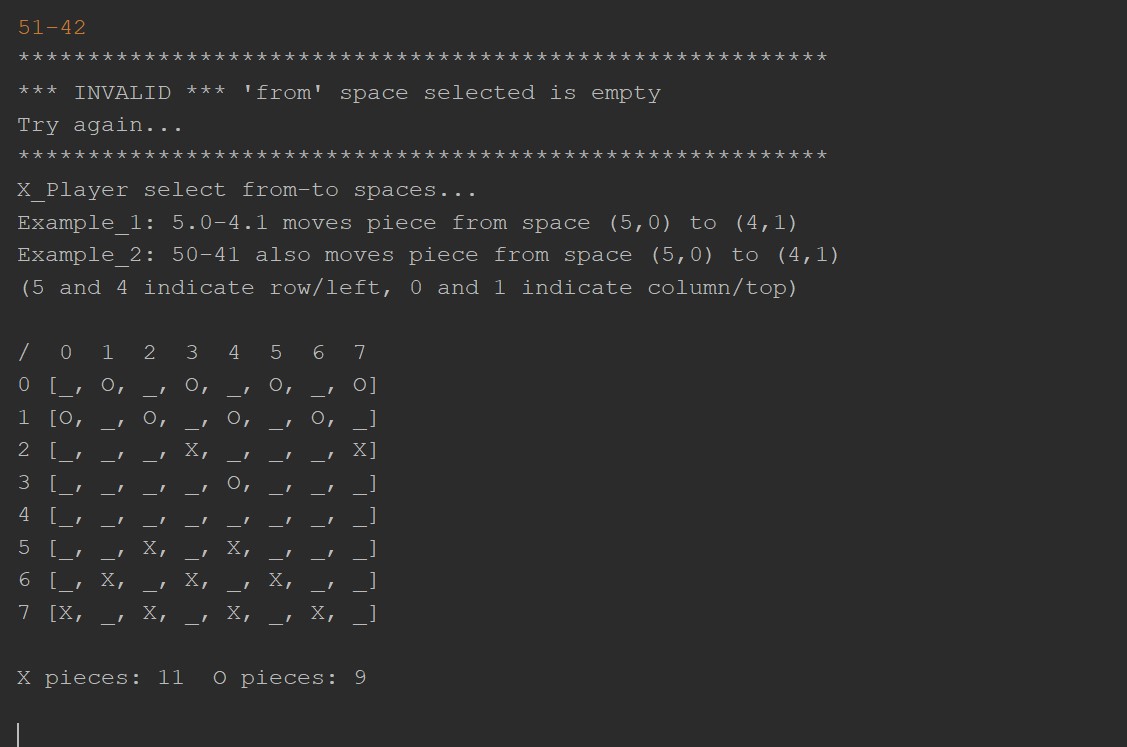 51-42
**********************************************************
*** INVALID *** 'from' space selected is empty
Try again...
**********************************************************
X_Player select from-to spaces...
Example_1: 5.0-4.1 moves piece from space (5,0) to (4,1)
Example_2: 50-41 also moves piece from space (5,0) to (4,1)
(5 and 4 indicate row/left, 0 and 1 indicate column/top)
/  0  1  2  3  4  5  6  7
0 [_, O, _, O, _, O, _, O]
1 [O, _, O, _, O, _, O, _]
2 [_, _, _, X, _, _, _, X]
3 [_, _, _, _, O, _, _, _]
4 [_, _, _, _, _, _, _, _]
5 [_, _, X, _, X, _, _, _]
6 [_, X, _, X, _, X, _, _]
7 [X, _, X, _, X, _, X, _]
X pieces: 11  O pieces: 9